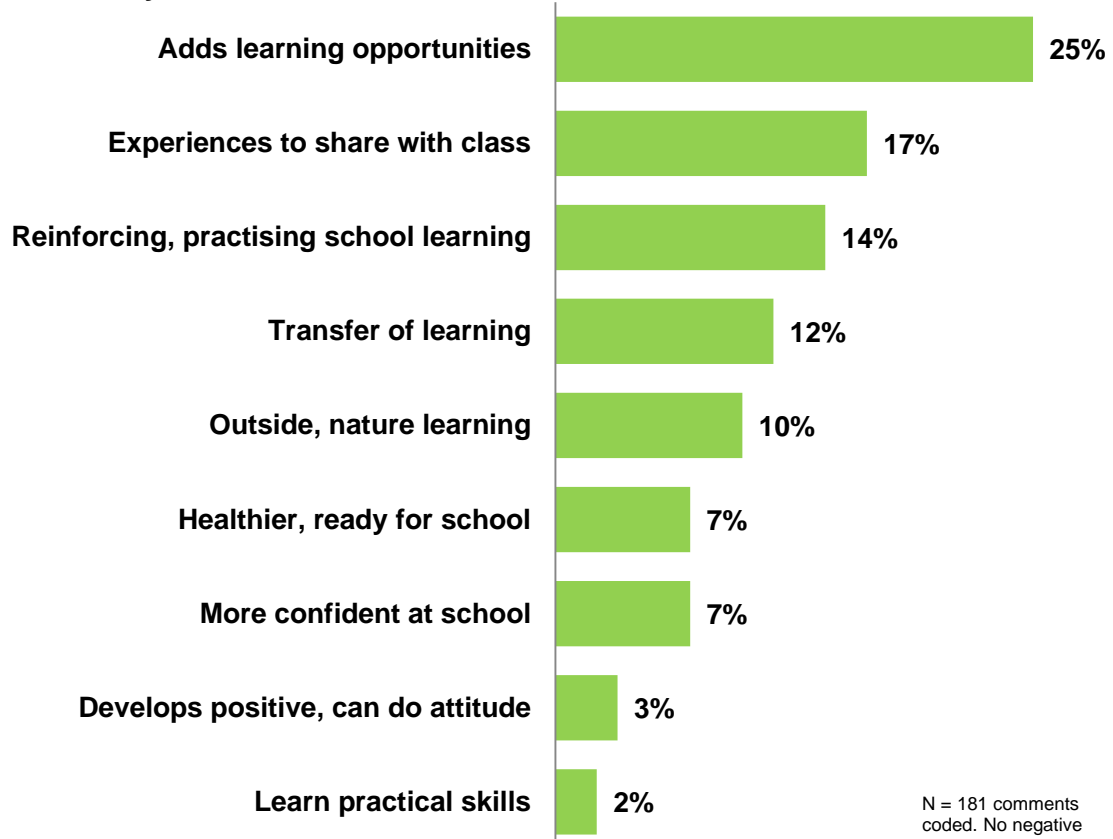 Adds learning opportunities 25%
Experiences to share with class 17%
Reinforcing, practising school learning 14%
Transfer of learning 12%
Outside, nature learning 10%
Healthier, ready for school 7%
More confident at school 7%
Develops positive, can do attitude 3%
Learn practical skills 2%
N = 181 comments
coded. No negative